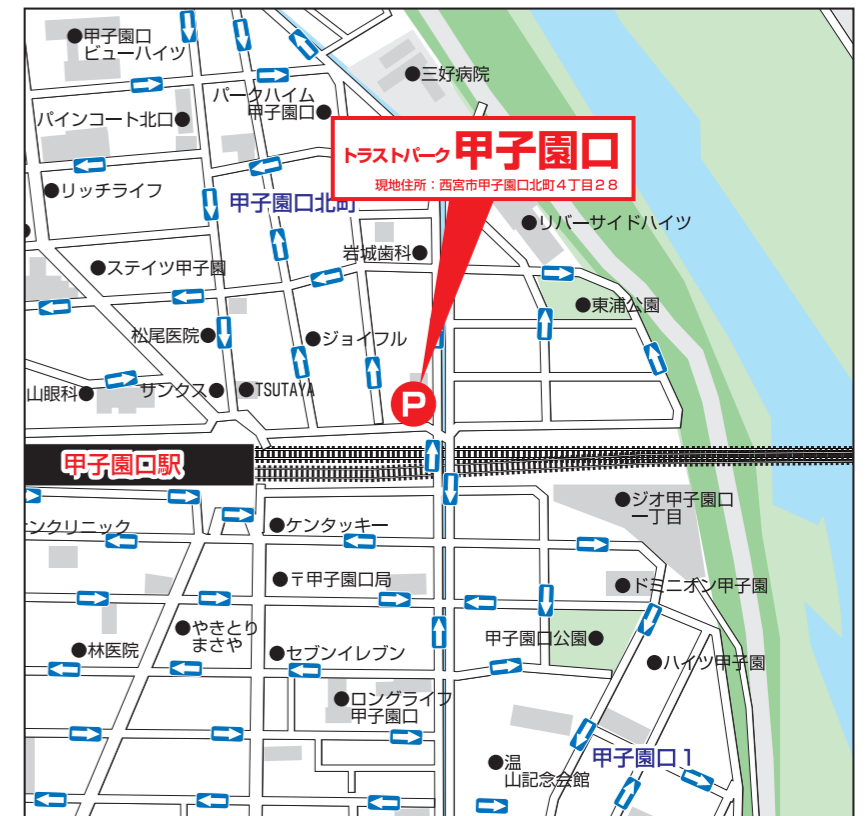 ●甲子園口
ビューハイツ
●三好病院
パークハイム
甲子園口●
パインコート北口●
トラストパーク 甲子園口
現地住所：西宮市甲子園口北町4丁目28
●リッチライフ
甲子園口北町
●リバーサイドハイツ
岩城歯科●
●ステイツ甲子園
●東浦公園
松尾医院●
●ジョイフル
山眼科●
サンクス●
●TSUTAYA
P
甲子園口駅
●ジオ甲子園口
一丁目
ンクリニック
●ケンタッキー
●〒甲子園口局
●ドミニオン甲子園
●やきとり
まさや
甲子園口公園●
●林医院
●セブンイレブン
●ハイツ甲子園
●ロングライフ
甲子園口
甲子園口1
●温
山記念会館